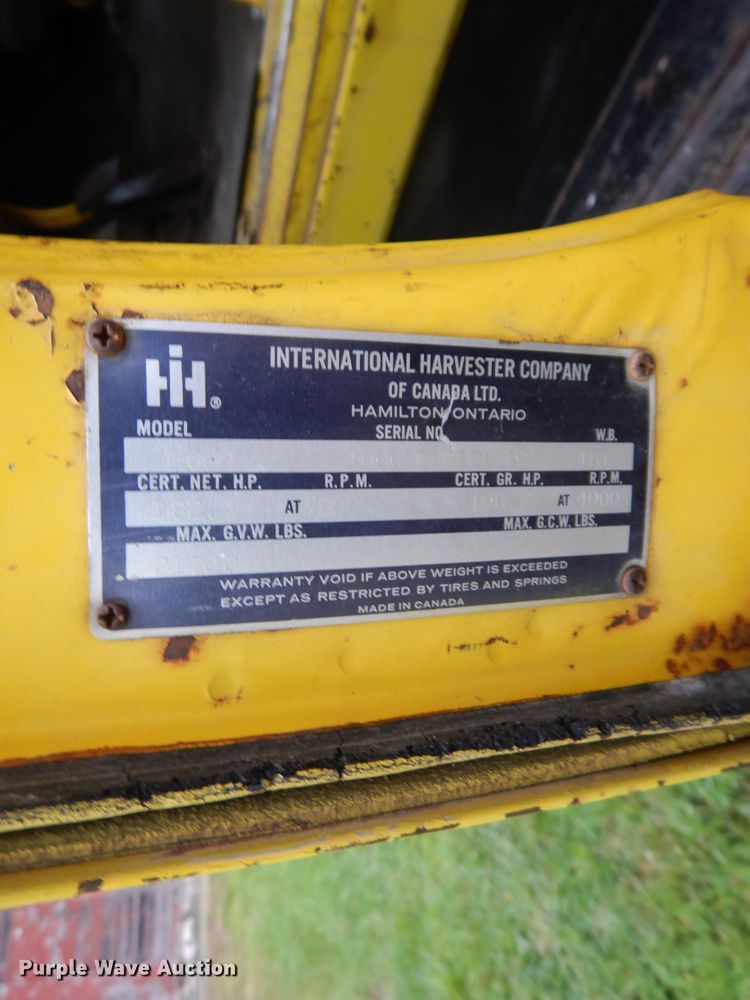 IH ®
INTERNATIONAL HARVESTER COMPANY
OF CANADA LTD.
HAMILTON, ONTARIO
MODEL SERIAL NO. W.B.
CERT. NET. H.P. R.P.M. CERT. GR. H.P. R.P.M.
AT AT 4000
MAX. G.V.W. LBS. MAX. G.C.W. LBS.
WARRANTY VOID IF ABOVE WEIGHT IS EXCEEDED
EXCEPT AS RESTRICTED BY TIRES AND SPRINGS
MADE IN CANADA
Purple Wave Auction